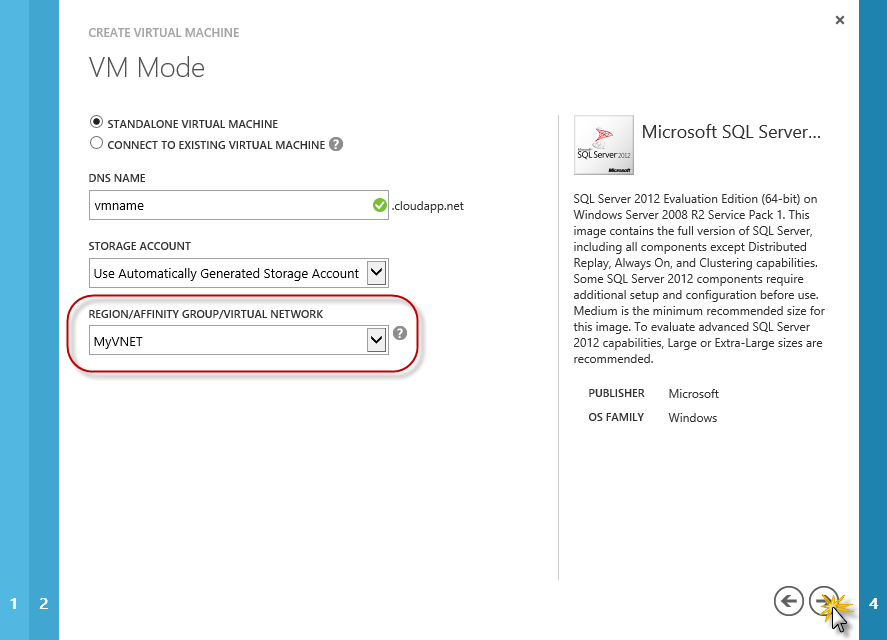 CREATE VIRTUAL MACHINE
VM Mode
STANDALONE VIRTUAL MACHINE
CONNECT TO EXISTING VIRTUAL MACHINE ?
DNS NAME
vmname .cloudapp.net
STORAGE ACCOUNT
Use Automatically Generated Storage Account
REGION/AFFINITY GROUP/VIRTUAL NETWORK
MyVNET ?
Microsoft SQL Server...
Microsoft
SQL Server 2012
Microsoft
SQL Server 2012 Evaluation Edition (64-bit) on
Windows Server 2008 R2 Service Pack 1. This
image contains the full version of SQL Server,
including all components except Distributed
Replay, Always On, and Clustering capabilities.
Some SQL Server 2012 components require
additional setup and configuration before use.
Medium is the minimum recommended size for
this image. To evaluate advanced SQL Server
2012 capabilities, Large or Extra-Large sizes are
recommended.
PUBLISHER Microsoft
OS FAMILY Windows
1 2
4